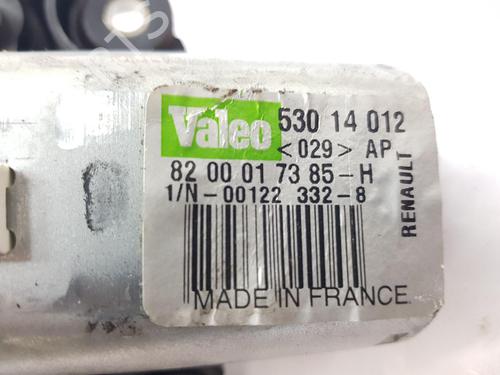 Valeo 530 14 012
<029> AP
82 00 01 73 85-H
1/N-00122 332-8
RENAULT
MADE IN FRANCE